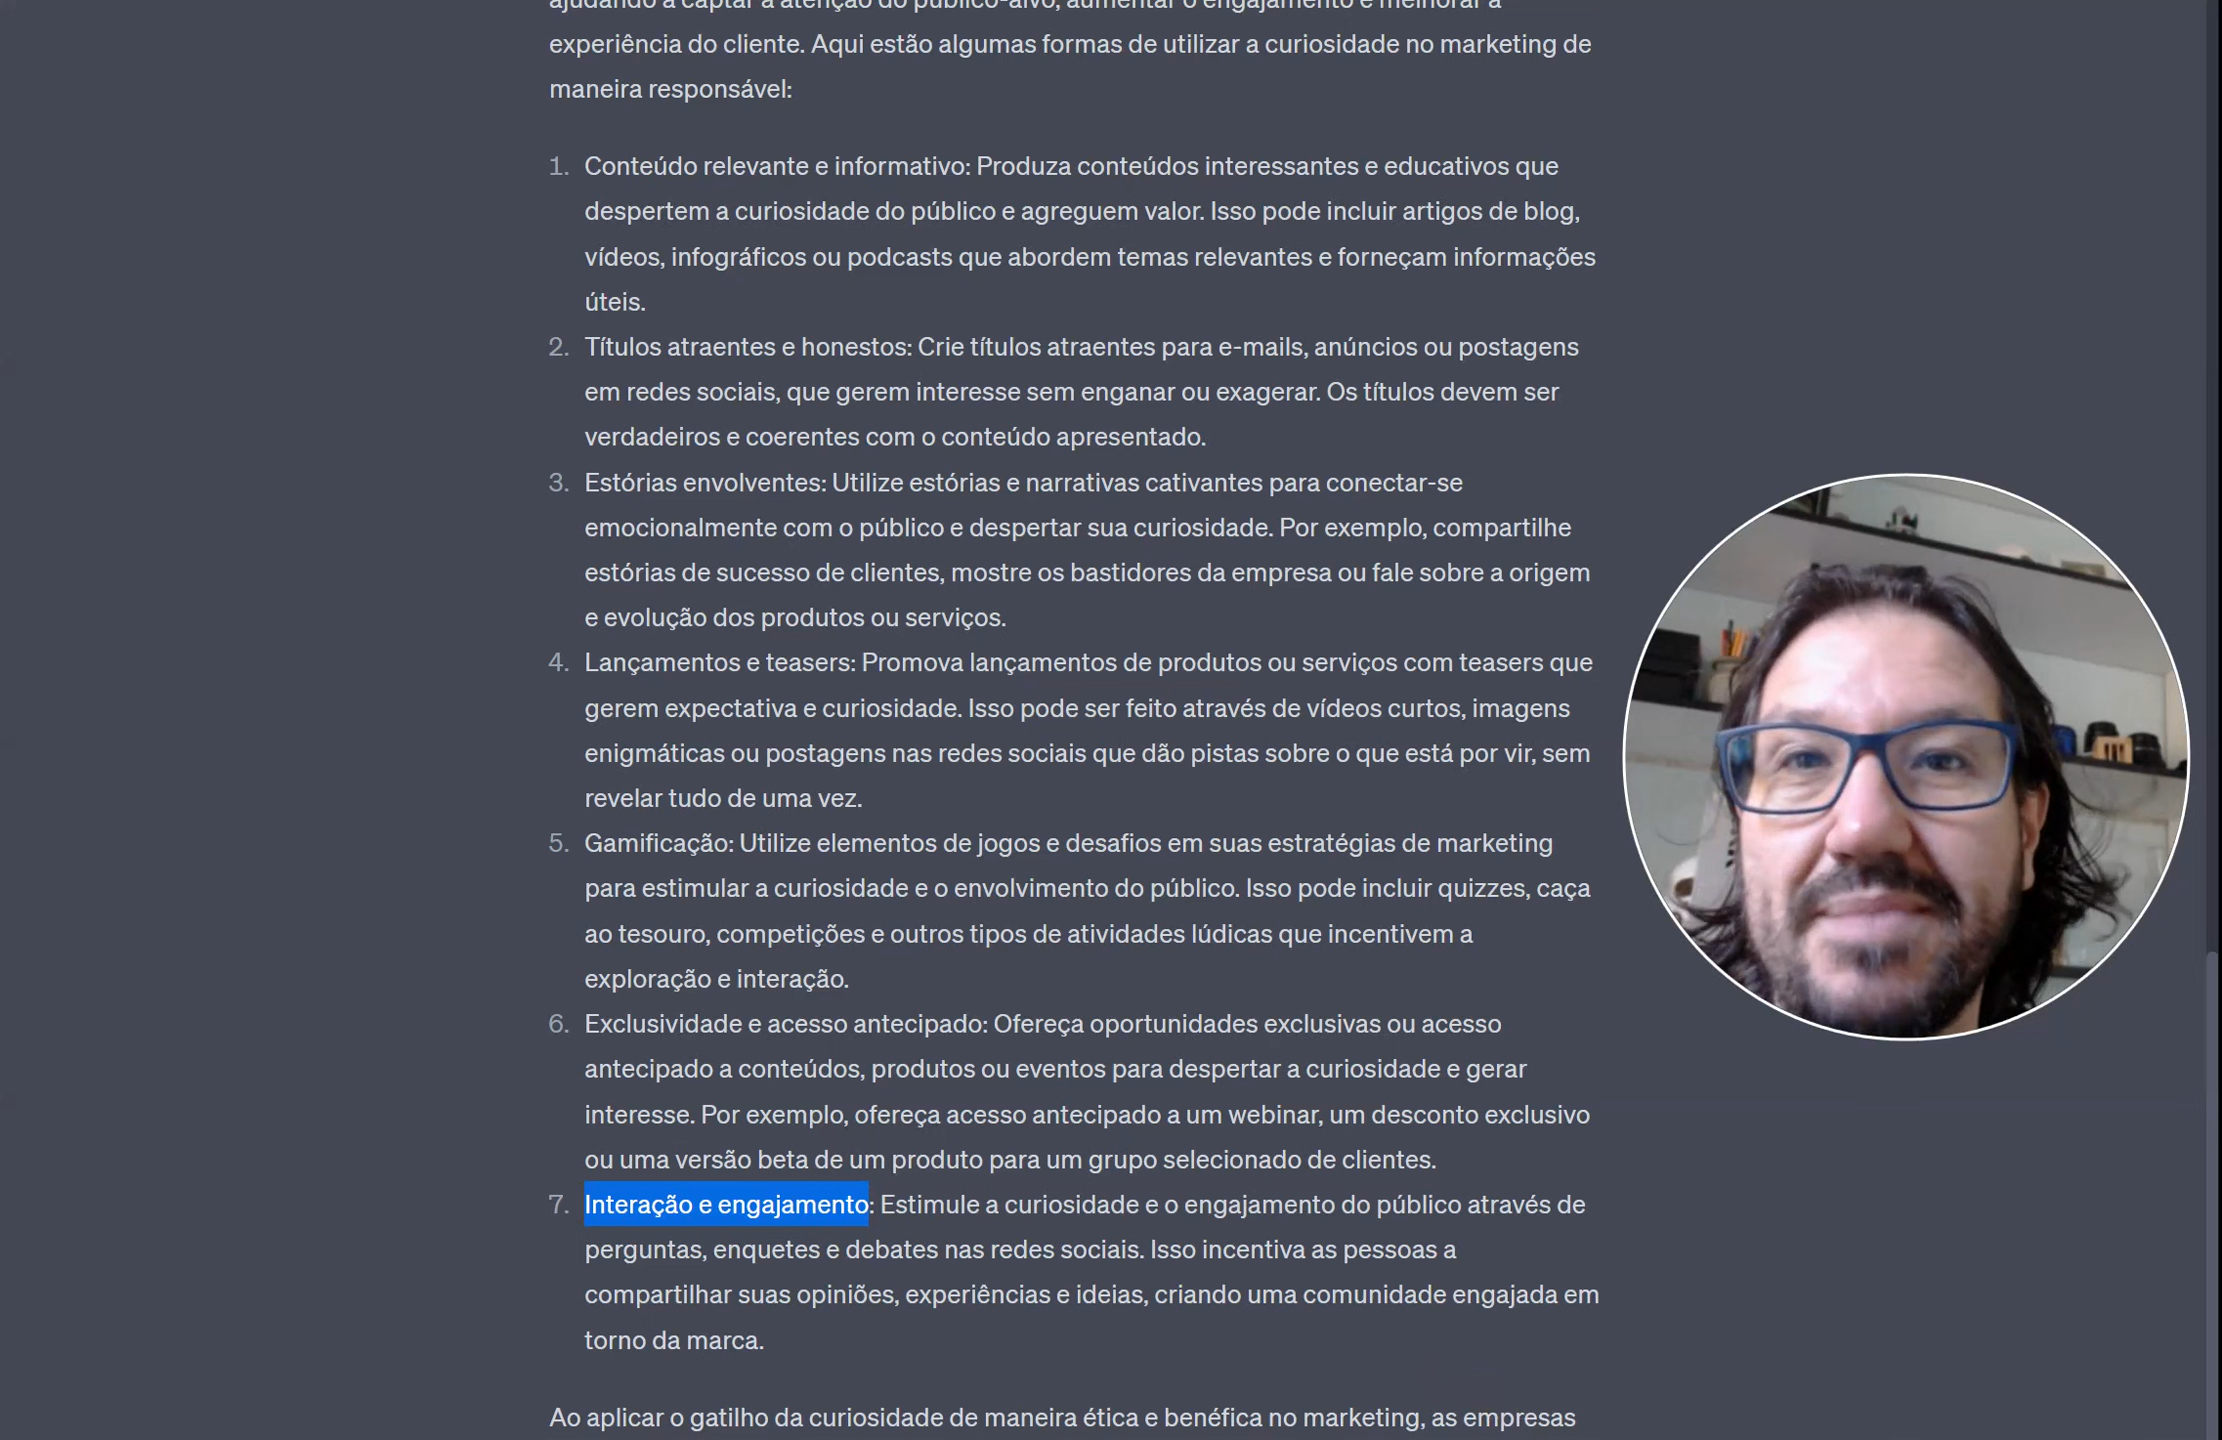 ajudando a captar a atenção do público-alvo, aumentar o engajamento e melhorar a
experiência do cliente. Aqui estão algumas formas de utilizar a curiosidade no marketing de
maneira responsável:
1. Conteúdo relevante e informativo: Produza conteúdos interessantes e educativos que
despertem a curiosidade do público e agreguem valor. Isso pode incluir artigos de blog,
vídeos, infográficos ou podcasts que abordem temas relevantes e forneçam informações
úteis.
2. Títulos atraentes e honestos: Crie títulos atraentes para e-mails, anúncios ou postagens
em redes sociais, que gerem interesse sem enganar ou exagerar. Os títulos devem ser
verdadeiros e coerentes com o conteúdo apresentado.
3. Estórias envolventes: Utilize estórias e narrativas cativantes para conectar-se
emocionalmente com o público e despertar sua curiosidade. Por exemplo, compartilhe
estórias de sucesso de clientes, mostre os bastidores da empresa ou fale sobre a origem
e evolução dos produtos ou serviços.
4. Lançamentos e teasers: Promova lançamentos de produtos ou serviços com teasers que
gerem expectativa e curiosidade. Isso pode ser feito através de vídeos curtos, imagens
enigmáticas ou postagens nas redes sociais que dão pistas sobre o que está por vir, sem
revelar tudo de uma vez.
5. Gamificação: Utilize elementos de jogos e desafios em suas estratégias de marketing
para estimular a curiosidade e o envolvimento do público. Isso pode incluir quizzes, caça
ao tesouro, competições e outros tipos de atividades lúdicas que incentivem a
exploração e interação.
6. Exclusividade e acesso antecipado: Ofereça oportunidades exclusivas ou acesso
antecipado a conteúdos, produtos ou eventos para despertar a curiosidade e gerar
interesse. Por exemplo, ofereça acesso antecipado a um webinar, um desconto exclusivo
ou uma versão beta de um produto para um grupo selecionado de clientes.
7. Interação e engajamento: Estimule a curiosidade e o engajamento do público através de
perguntas, enquetes e debates nas redes sociais. Isso incentiva as pessoas a
compartilhar suas opiniões, experiências e ideias, criando uma comunidade engajada em
torno da marca.
Ao aplicar o gatilho da curiosidade de maneira ética e benéfica no marketing, as empresas